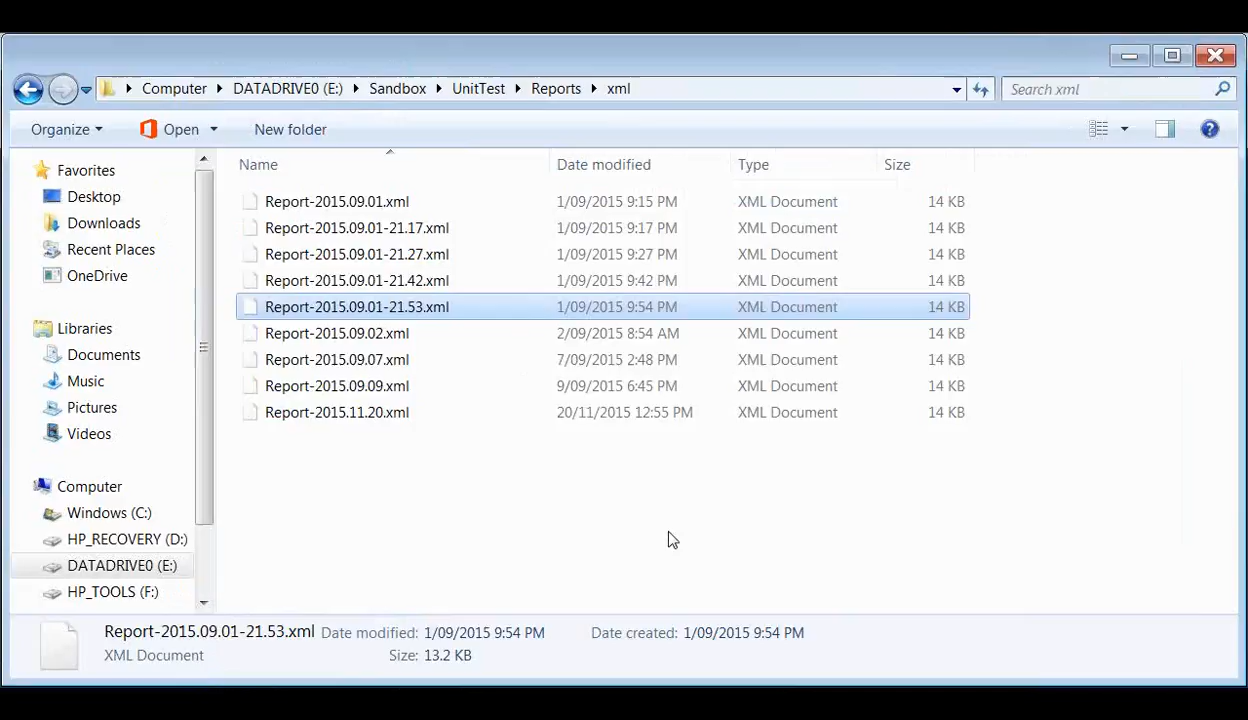 Computer DATADRIVE0 (E:) Sandbox UnitTest Reports xml Search xml
Organize Open New folder
Favorites
Desktop
Downloads
Recent Places
OneDrive
Libraries
Documents
Music
Pictures
Videos
Computer
Windows (C:)
HP_RECOVERY (D:)
DATADRIVE0 (E:)
HP_TOOLS (F:)
Name Date modified Type Size
Report-2015.09.01.xml 1/09/2015 9:15 PM XML Document 14 KB
Report-2015.09.01-21.17.xml 1/09/2015 9:17 PM XML Document 14 KB
Report-2015.09.01-21.27.xml 1/09/2015 9:27 PM XML Document 14 KB
Report-2015.09.01-21.42.xml 1/09/2015 9:42 PM XML Document 14 KB
Report-2015.09.01-21.53.xml 1/09/2015 9:54 PM XML Document 14 KB
Report-2015.09.02.xml 2/09/2015 8:54 AM XML Document 14 KB
Report-2015.09.07.xml 7/09/2015 2:48 PM XML Document 14 KB
Report-2015.09.09.xml 9/09/2015 6:45 PM XML Document 14 KB
Report-2015.11.20.xml 20/11/2015 12:55 PM XML Document 14 KB
Report-2015.09.01-21.53.xml Date modified: 1/09/2015 9:54 PM Date created: 1/09/2015 9:54 PM
XML Document Size: 13.2 KB